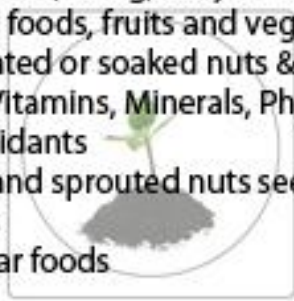 foods, fruits and veg
ted or soaked nuts &
Vitamins, Minerals, Ph
idants
and sprouted nuts see
ar foods